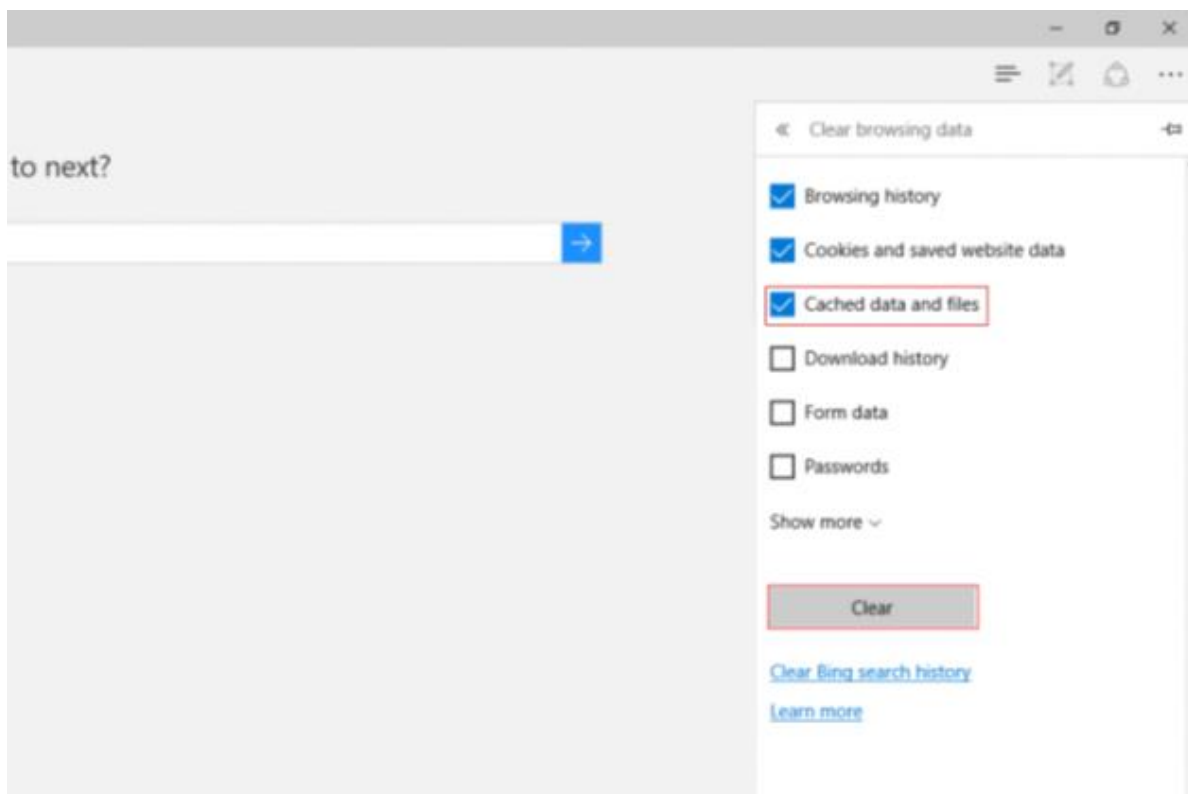 Clear browsing data
to next?
Browsing history
Cookies and saved website data
Cached data and files
Download history
Form data
Passwords
Show more
Clear
Clear Bing search history
Learn more